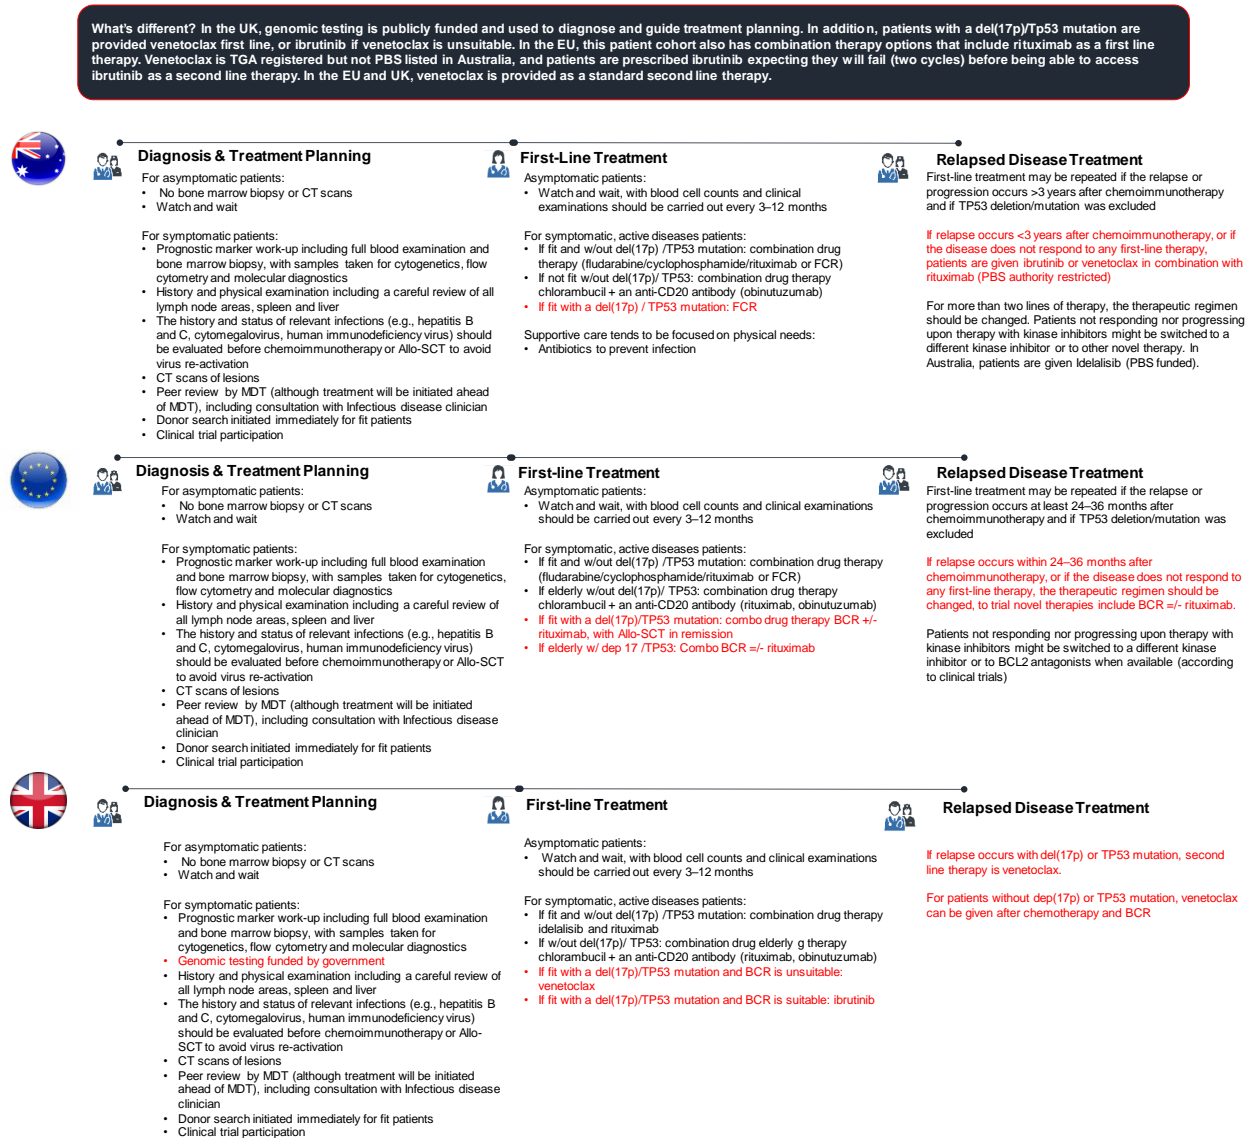 What's different? In the UK, genomic testing is publicly funded and used to diagnose and guide treatment planning. In addition, patients with a del(17p)/Tp53 mutation are
provided venetoclax first line, or ibrutinib if venetoclax is unsuitable. In the EU, this patient cohort also has combination therapy options that include rituximab as a first line
therapy. Venetoclax is TGA registered but not PBS listed in Australia, and patients are prescribed ibrutinib expecting they will fail (two cycles) before being able to access
ibrutinib as a second line therapy. In the EU and UK, venetoclax is provided as a standard second line therapy.
Diagnosis & Treatment Planning
For asymptomatic patients:
• No bone marrow biopsy or CT scans
• Watch and wait
For symptomatic patients:
• Prognostic marker work-up including full blood examination and
bone marrow biopsy, with samples taken for cytogenetics, flow
cytometry and molecular diagnostics
• History and physical examination including a careful review of all
lymph node areas, spleen and liver
• The history and status of relevant infections (e.g., hepatitis B
and C, cytomegalovirus, human immunodeficiency virus) should
be evaluated before chemoimmunotherapy or Allo-SCT to avoid
virus re-activation
• CT scans of lesions
• Peer review by MDT (although treatment will be initiated ahead
of MDT), including consultation with Infectious disease clinician
• Donor search initiated immediately for fit patients
• Clinical trial participation
First-Line Treatment
Asymptomatic patients:
• Watch and wait, with blood cell counts and clinical
examinations should be carried out every 3–12 months
For symptomatic, active diseases patients:
• If fit and w/out del(17p) /TP53 mutation: combination drug
therapy (fludarabine/cyclophosphamide/rituximab or FCR)
• If not fit w/out del(17p)/ TP53: combination drug therapy
chlorambucil + an anti-CD20 antibody (obinutuzumab)
• If fit with a del(17p) / TP53 mutation: FCR
Supportive care tends to be focused on physical needs:
• Antibiotics to prevent infection
Relapsed Disease Treatment
First-line treatment may be repeated if the relapse or
progression occurs >3 years after chemoimmunotherapy
and if TP53 deletion/mutation was excluded
If relapse occurs <3 years after chemoimmunotherapy, or if
the disease does not respond to any first-line therapy,
patients are given ibrutinib or venetoclax in combination with
rituximab (PBS authority restricted)
For more than two lines of therapy, the therapeutic regimen
should be changed. Patients not responding nor progressing
upon therapy with kinase inhibitors might be switched to a
different kinase inhibitor or to other novel therapy. In
Australia, patients are given Idelalisib (PBS funded).
Diagnosis & Treatment Planning
For asymptomatic patients:
• No bone marrow biopsy or CT scans
• Watch and wait
For symptomatic patients:
• Prognostic marker work-up including full blood examination
and bone marrow biopsy, with samples taken for cytogenetics,
flow cytometry and molecular diagnostics
• History and physical examination including a careful review of
all lymph node areas, spleen and liver
• The history and status of relevant infections (e.g., hepatitis B
and C, cytomegalovirus, human immunodeficiency virus)
should be evaluated before chemoimmunotherapy or Allo-SCT
to avoid virus re-activation
• CT scans of lesions
• Peer review by MDT (although treatment will be initiated
ahead of MDT), including consultation with Infectious disease
clinician
• Donor search initiated immediately for fit patients
• Clinical trial participation
First-line Treatment
Asymptomatic patients:
• Watch and wait, with blood cell counts and clinical examinations
should be carried out every 3–12 months
For symptomatic, active diseases patients:
• If fit and w/out del(17p) /TP53 mutation: combination drug therapy
(fludarabine/cyclophosphamide/rituximab or FCR)
• If elderly w/out del(17p)/ TP53: combination drug therapy
chlorambucil + an anti-CD20 antibody (rituximab, obinutuzumab)
• If fit with a del(17p)/TP53 mutation: combo drug therapy BCR +/-
rituximab, with Allo-SCT in remission
• If elderly w/ dep 17 /TP53: Combo BCR =/- rituximab
Relapsed Disease Treatment
First-line treatment may be repeated if the relapse or
progression occurs at least 24–36 months after
chemoimmunotherapy and if TP53 deletion/mutation was
excluded
If relapse occurs within 24–36 months after
chemoimmunotherapy, or if the disease does not respond to
any first-line therapy, the therapeutic regimen should be
changed, to trial novel therapies include BCR =/- rituximab.
Patients not responding nor progressing upon therapy with
kinase inhibitors might be switched to a different kinase
inhibitor or to BCL2 antagonists when available (according
to clinical trials)
Diagnosis & Treatment Planning
For asymptomatic patients:
• No bone marrow biopsy or CT scans
• Watch and wait
For symptomatic patients:
• Prognostic marker work-up including full blood examination
and bone marrow biopsy, with samples taken for
cytogenetics, flow cytometry and molecular diagnostics
• Genomic testing funded by government
• History and physical examination including a careful review of
all lymph node areas, spleen and liver
• The history and status of relevant infections (e.g., hepatitis B
and C, cytomegalovirus, human immunodeficiency virus)
should be evaluated before chemoimmunotherapy or Allo-
SCT to avoid virus re-activation
• CT scans of lesions
• Peer review by MDT (although treatment will be initiated
ahead of MDT), including consultation with Infectious disease
clinician
• Donor search initiated immediately for fit patients
• Clinical trial participation
First-line Treatment
Asymptomatic patients:
• Watch and wait, with blood cell counts and clinical examinations
should be carried out every 3–12 months
For symptomatic, active diseases patients:
• If fit and w/out del(17p) /TP53 mutation: combination drug therapy
idelalisib and rituximab
• If w/out del(17p)/ TP53: combination drug elderly g therapy
chlorambucil + an anti-CD20 antibody (rituximab, obinutuzumab)
• If fit with a del(17p)/TP53 mutation and BCR is unsuitable:
venetoclax
• If fit with a del(17p)/TP53 mutation and BCR is suitable: ibrutinib
Relapsed Disease Treatment
If relapse occurs with del(17p) or TP53 mutation, second
line therapy is venetoclax.
For patients without dep(17p) or TP53 mutation, venetoclax
can be given after chemotherapy and BCR